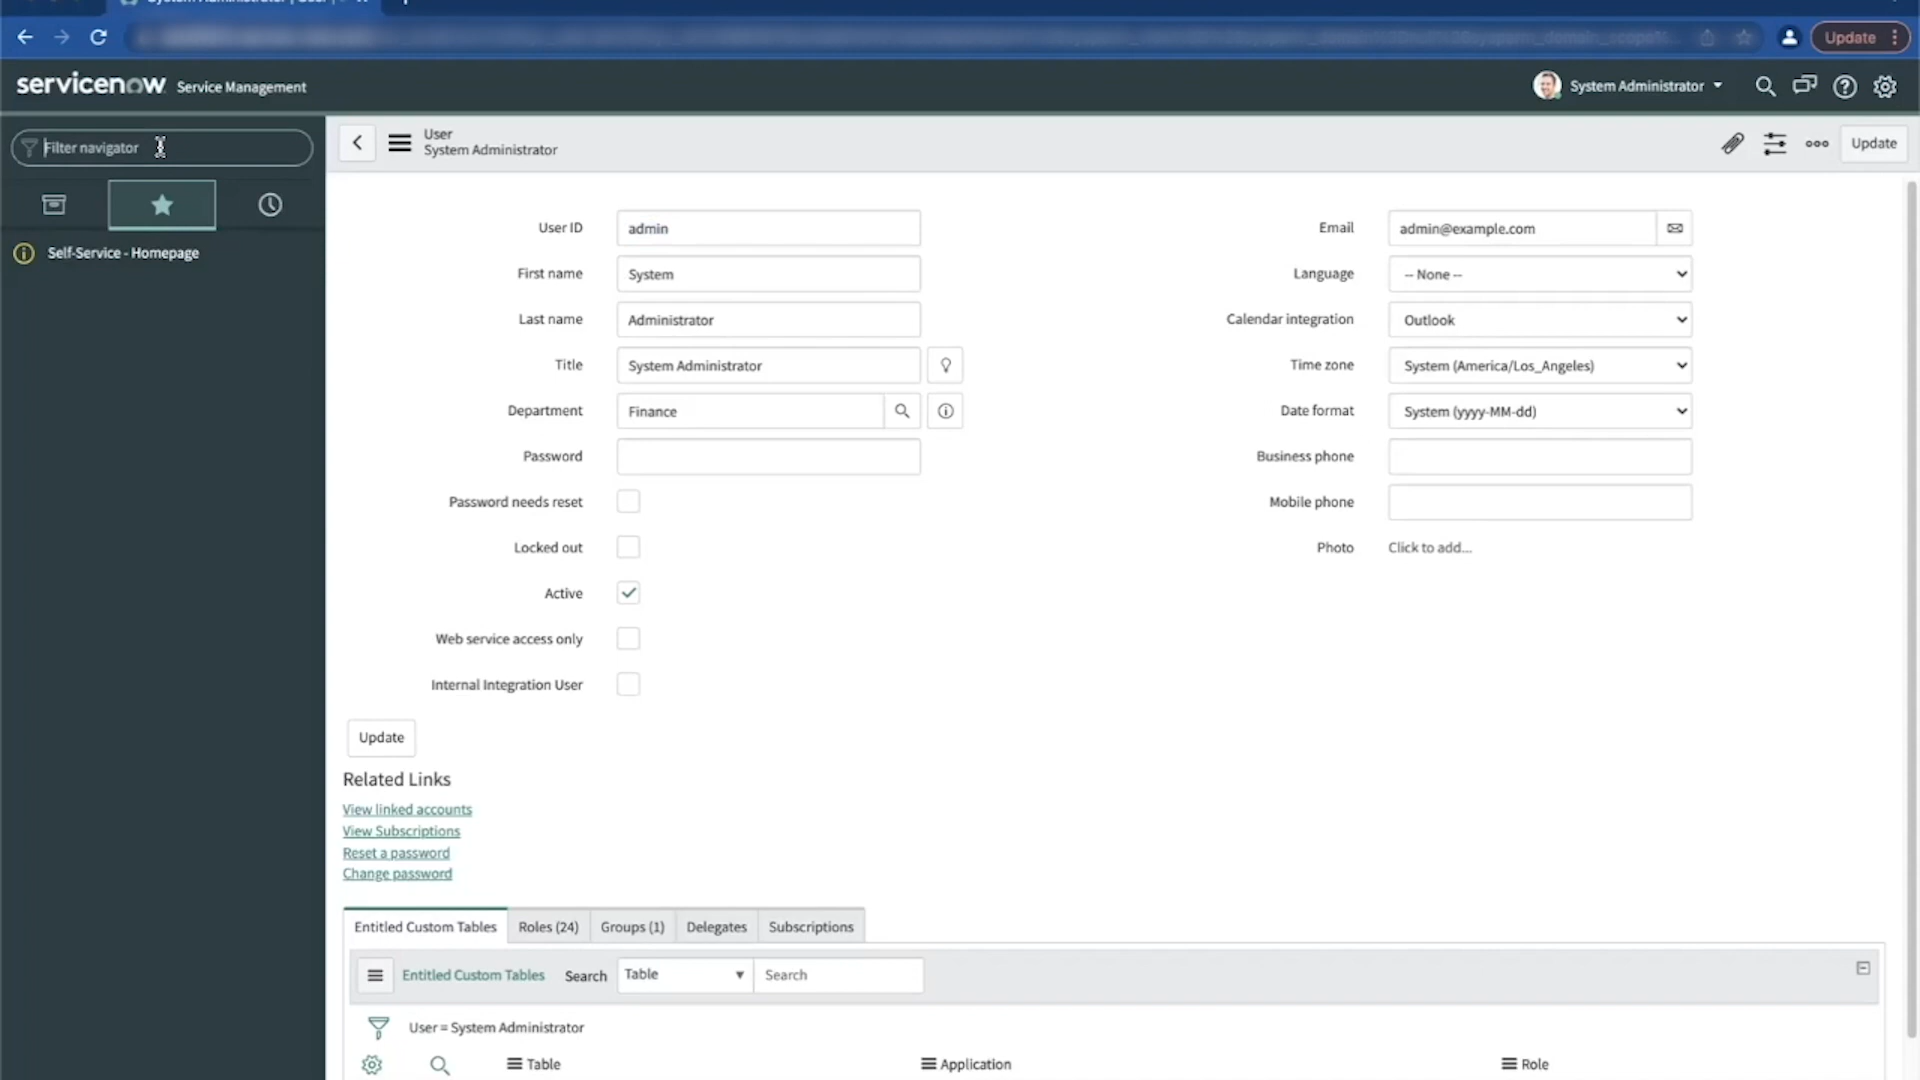 Update
servicenow Service Management
System Administrator
Filter navigator
User
System Administrator
Update
Self-Service - Homepage
User ID
admin
Email
admin@example.com
First name
System
Language
-- None --
Last name
Administrator
Calendar integration
Outlook
Title
System Administrator
Time zone
System (America/Los_Angeles)
Department
Finance
Date format
System (yyyy-MM-dd)
Password
Business phone
Password needs reset
Mobile phone
Locked out
Photo
Click to add...
Active
Web service access only
Internal Integration User
Update
Related Links
View linked accounts
View Subscriptions
Reset a password
Change password
Entitled Custom Tables
Roles (24)
Groups (1)
Delegates
Subscriptions
Entitled Custom Tables
Search
Table
Search
User = System Administrator
Table
Application
Role